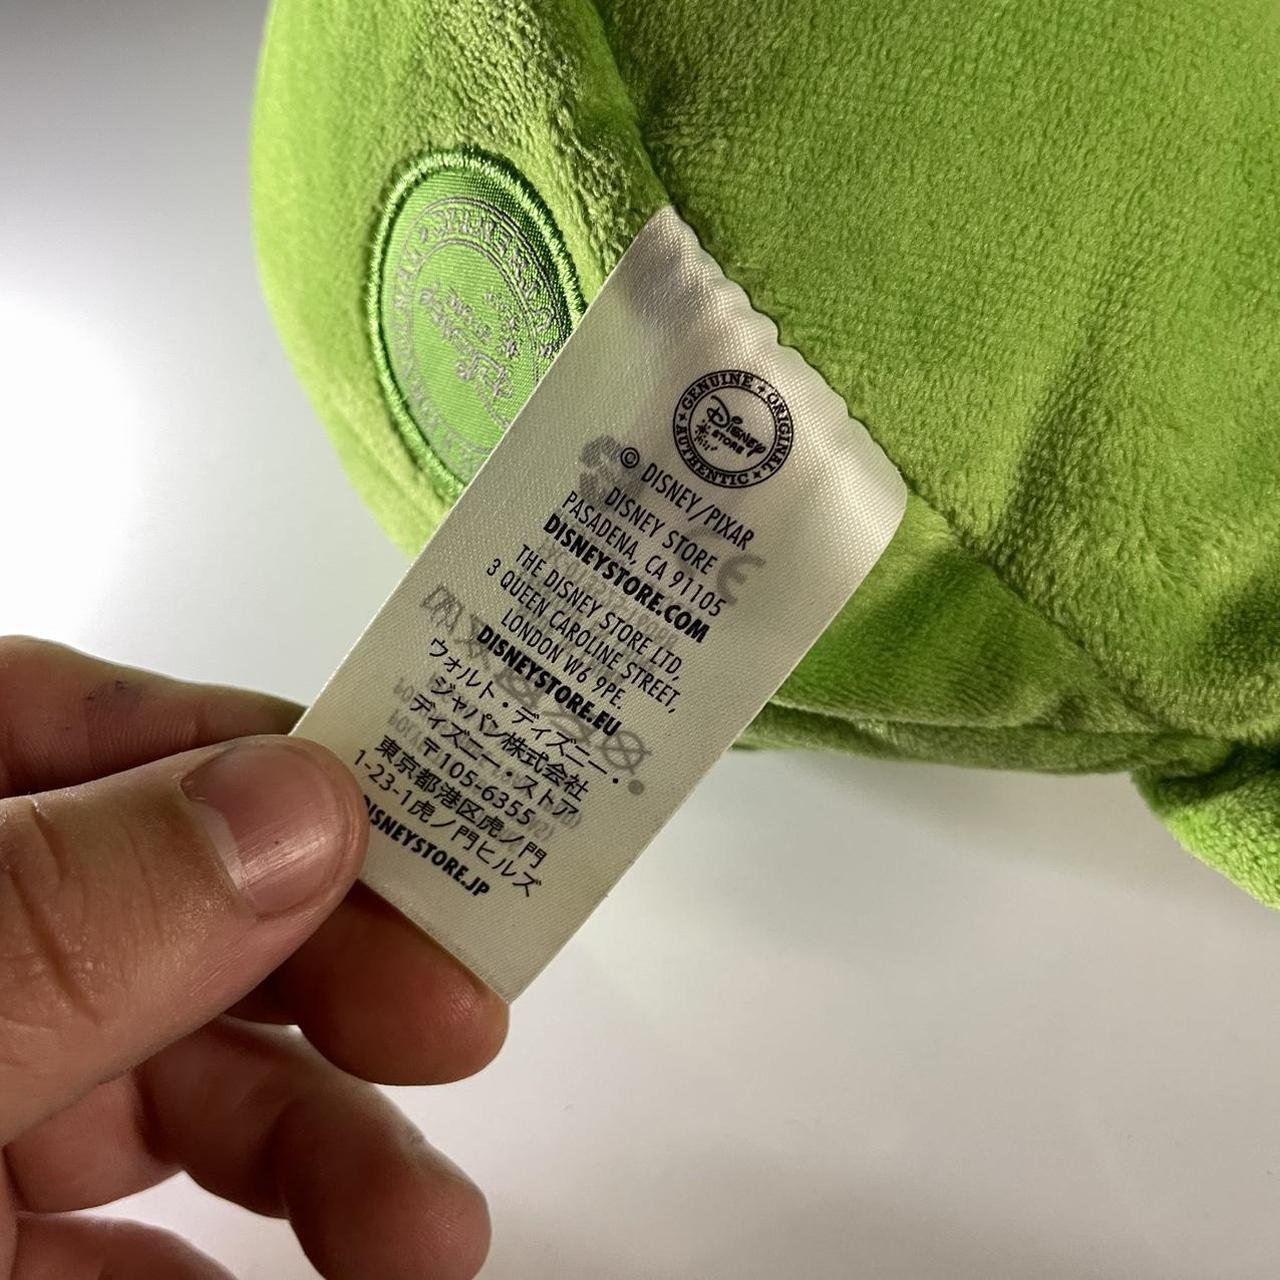 GENUINE ORIGINAL AUTHENTIC
Disney
STORE
© DISNEY/PIXAR
DISNEY STORE
PASADENA, CA 91105
DISNEYSTORE.COM
THE DISNEY STORE LTD,
3 QUEEN CAROLINE STREET,
LONDON W6 9PE.
DISNEYSTORE.EU
ウォルト・ディズニー・
ジャパン株式会社
ディズニー・ストア
〒105-6355
東京都港区虎ノ門
1-23-1虎ノ門ヒルズ
DISNEYSTORE.JP